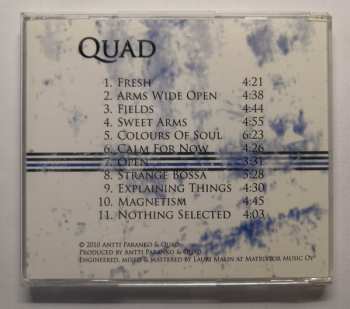 QUAD
1. FRESH 4:21
2. ARMS WIDE OPEN 4:38
3. FIELDS 4:44
4. SWEET ARMS 4:55
5. COLOURS OF SOUL 6:23
6. CALM FOR NOW 4:26
7. OPEN 3:31
8. STRANGE BOSSA 5:28
9. EXPLAINING THINGS 4:30
10. MAGNETISM 4:45
11. NOTHING SELECTED 4:03
© 2010 ANTTI PARANKO & QUAD
PRODUCED BY ANTTI PARANKO & QUAD
ENGINEERED, MIXED & MASTERED BY LAURI MALIN AT MUSIC OY